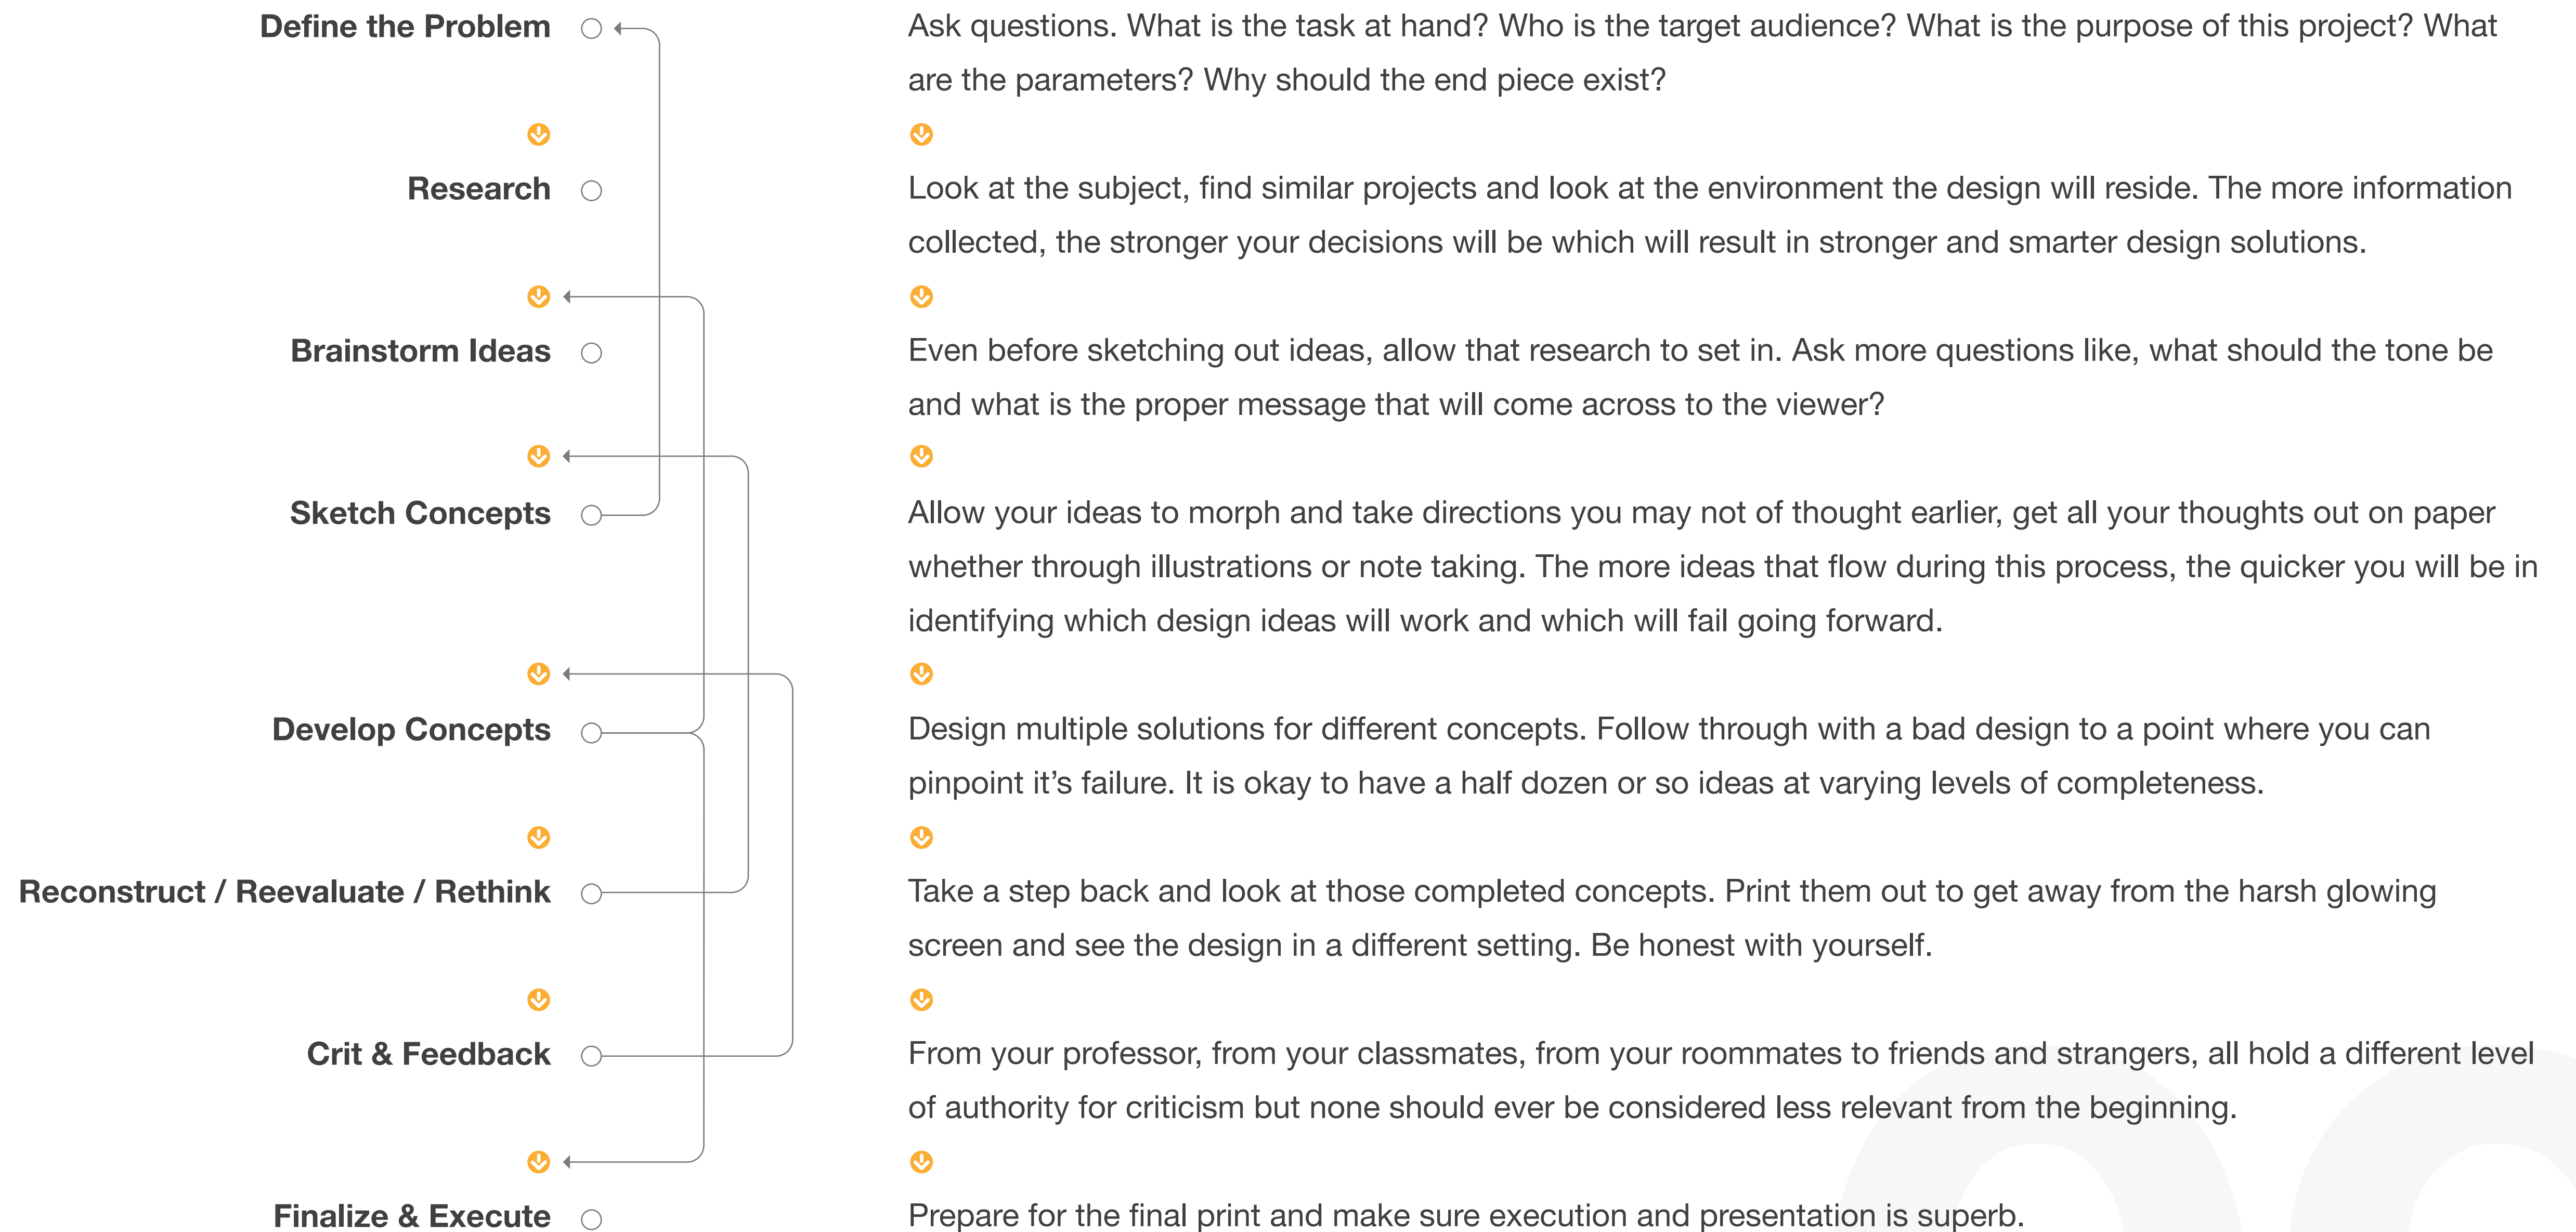 Define the Problem
Ask questions. What is the task at hand? Who is the target audience? What is the purpose of this project? What
are the parameters? Why should the end piece exist?
Research
Look at the subject, find similar projects and look at the environment the design will reside. The more information
collected, the stronger your decisions will be which will result in stronger and smarter design solutions.
Brainstorm Ideas
Even before sketching out ideas, allow that research to set in. Ask more questions like, what should the tone be
and what is the proper message that will come across to the viewer?
Sketch Concepts
Allow your ideas to morph and take directions you may not of thought earlier, get all your thoughts out on paper
whether through illustrations or note taking. The more ideas that flow during this process, the quicker you will be in
identifying which design ideas will work and which will fail going forward.
Develop Concepts
Design multiple solutions for different concepts. Follow through with a bad design to a point where you can
pinpoint it’s failure. It is okay to have a half dozen or so ideas at varying levels of completeness.
Reconstruct / Reevaluate / Rethink
Take a step back and look at those completed concepts. Print them out to get away from the harsh glowing
screen and see the design in a different setting. Be honest with yourself.
Crit & Feedback
From your professor, from your classmates, from your roommates to friends and strangers, all hold a different level
of authority for criticism but none should ever be considered less relevant from the beginning.
Finalize & Execute
Prepare for the final print and make sure execution and presentation is superb.